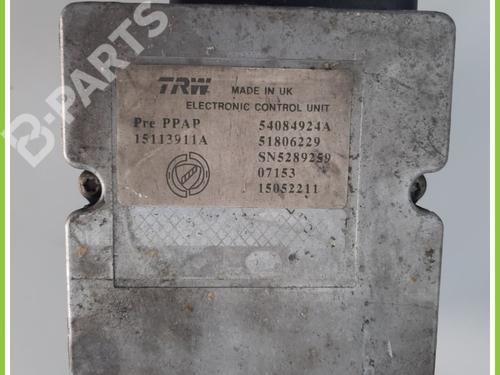 B-PARTS
TRW MADE IN UK
ELECTRONIC CONTROL UNIT
Pre PPAP 54084924A
15113911A 51806229
SN5289259
07153
15052211